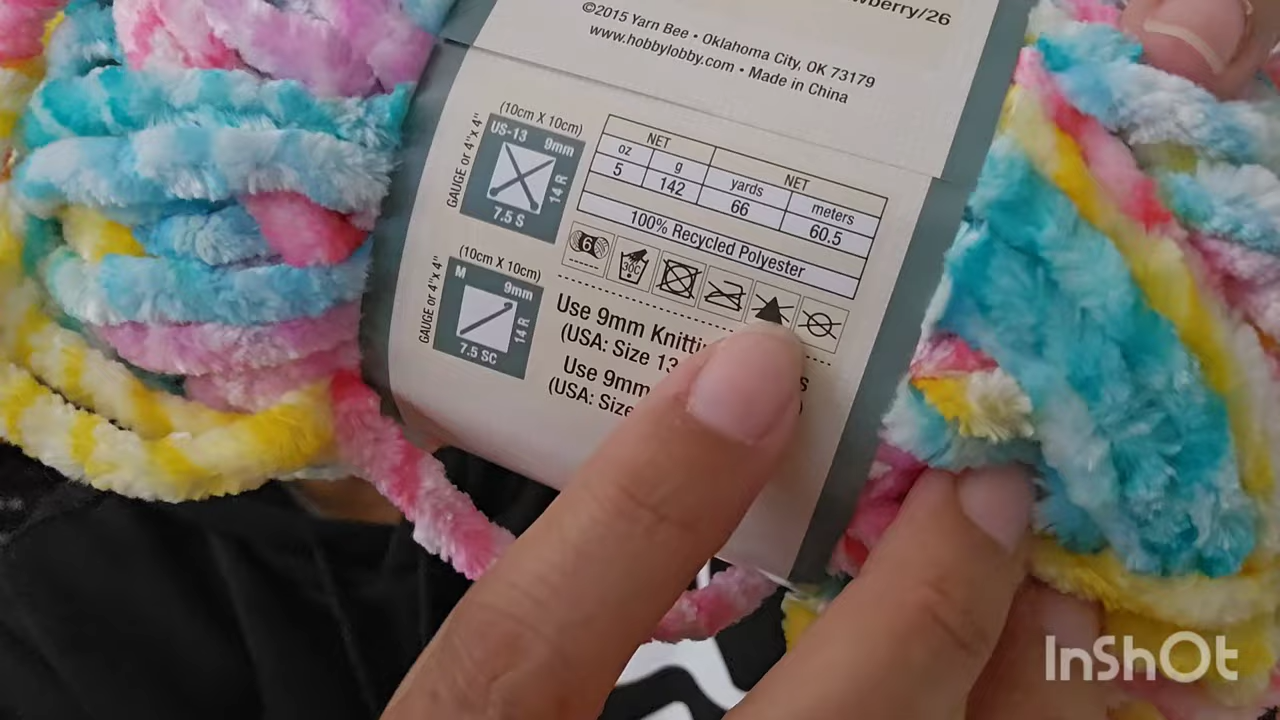 wberry/26
©2015 Yarn Bee • Oklahoma City, OK 73179
www.hobbylobby.com • Made in China
(10cm x 10cm)
GAUGE or 4"x 4"
US-13 9mm
14 R
7.5 S
NET NET
oz g yards meters
5 142 66 60.5
100% Recycled Polyester
6
30C
(10cm x 10cm)
GAUGE or 4"x 4"
M 9mm
14 R
7.5 SC
Use 9mm Knitti
(USA: Size 13
Use 9mm
(USA: Size
InShOt